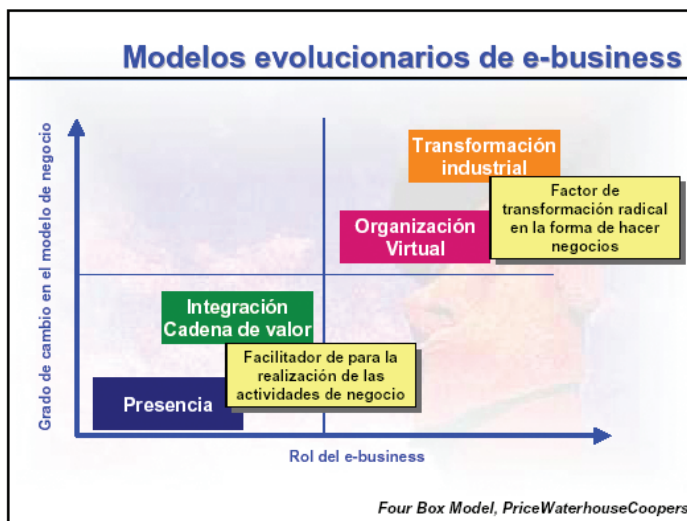 Modelos evolucionarios de e-business
Grado de cambio en el modelo de negocio
Transformación
industrial
Factor de
transformación radical
en la forma de hacer
negocios
Organización
Virtual
Integración
Cadena de valor
Facilitador de para la
realización de las
actividades de negocio
Presencia
Rol del e-business
Four Box Model, PriceWaterhouseCoopers